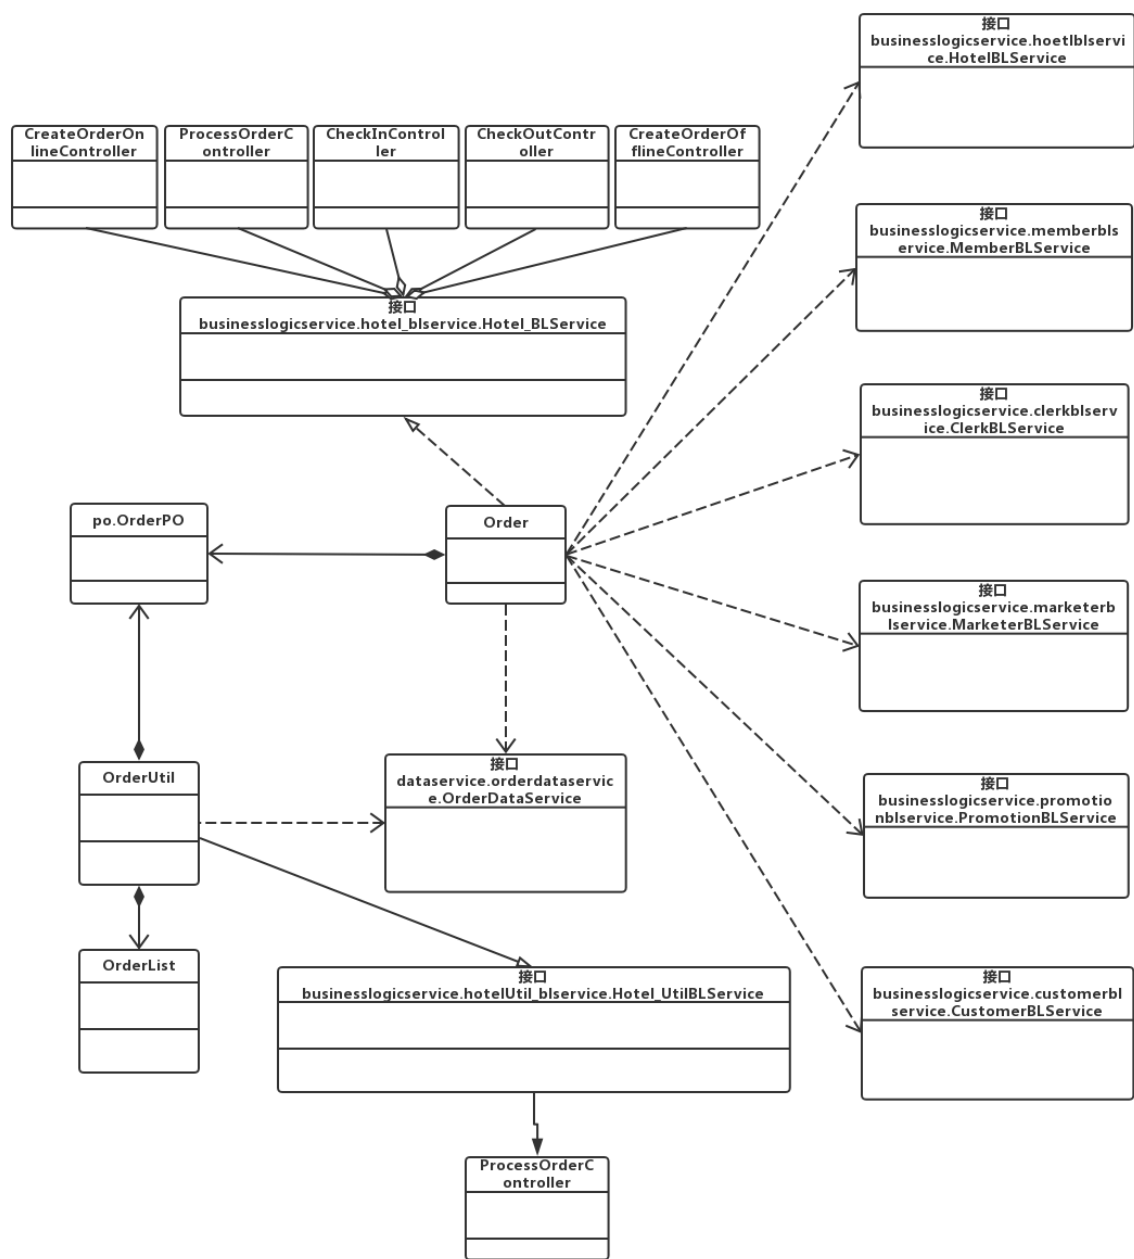 接口
businesslogicservice.hoetlblservi
ce.HotelBLService
CreateOrderOn
lineController
ProcessOrderC
ontroller
CheckInControl
ler
CheckOutContr
oller
CreateOrderOf
flineController
接口
businesslogicservice.memberbls
ervice.MemberBLService
接口
businesslogicservice.hotel_blservice.Hotel_BLService
接口
businesslogicservice.clerkblserv
ice.ClerkBLService
po.OrderPO
Order
接口
businesslogicservice.marketerb
lservice.MarketerBLService
OrderUtil
接口
dataservice.orderdataservic
e.OrderDataService
接口
businesslogicservice.promotio
nblservice.PromotionBLService
OrderList
接口
businesslogicservice.hotelUtil_blservice.Hotel_UtilBLService
接口
businesslogicservice.customerbl
service.CustomerBLService
ProcessOrderC
ontroller